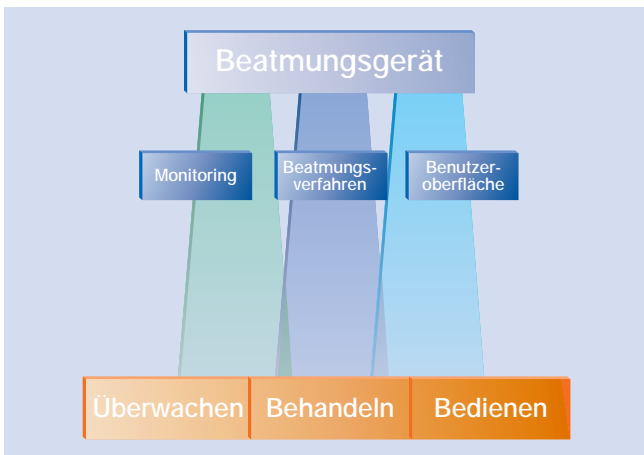 Beatmungsgerät
Monitoring
Beatmungs-
verfahren
Benutzer-
oberfläche
Überwachen
Behandeln
Bedienen